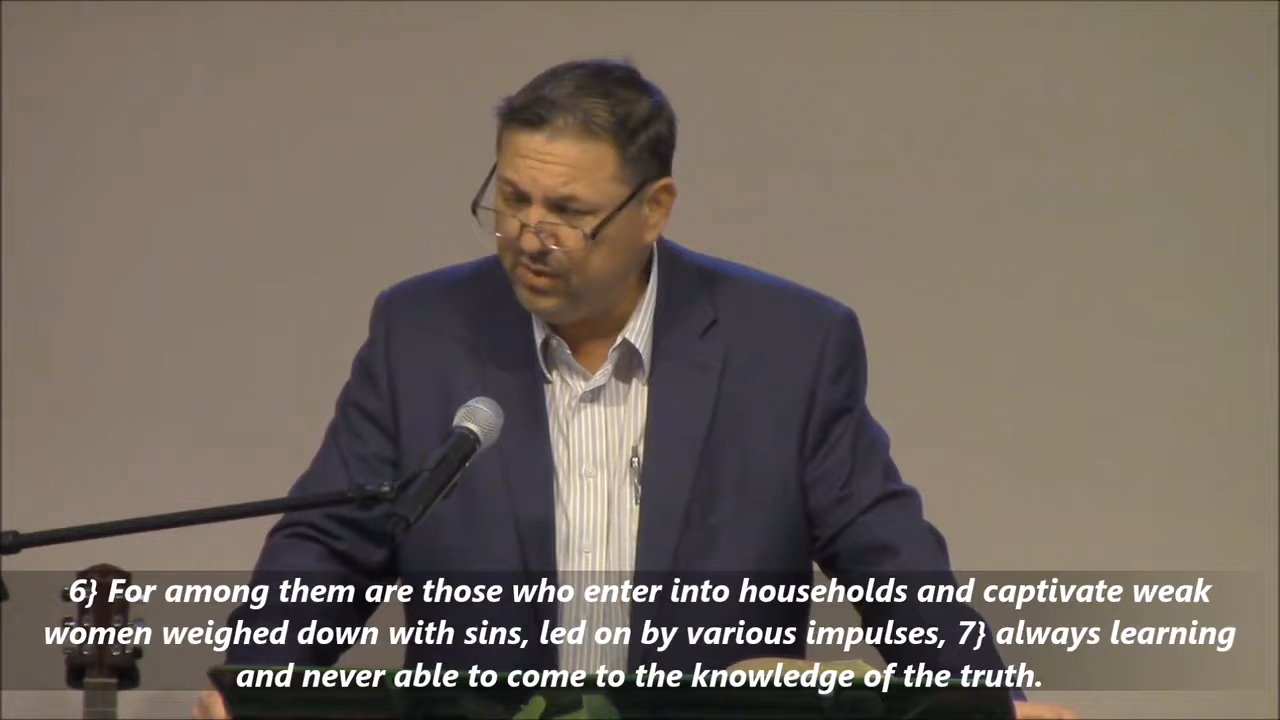 6} For among them are those who enter into households and captivate weak
women weighed down with sins, led on by various impulses, 7} always learning
and never able to come to the knowledge of the truth.